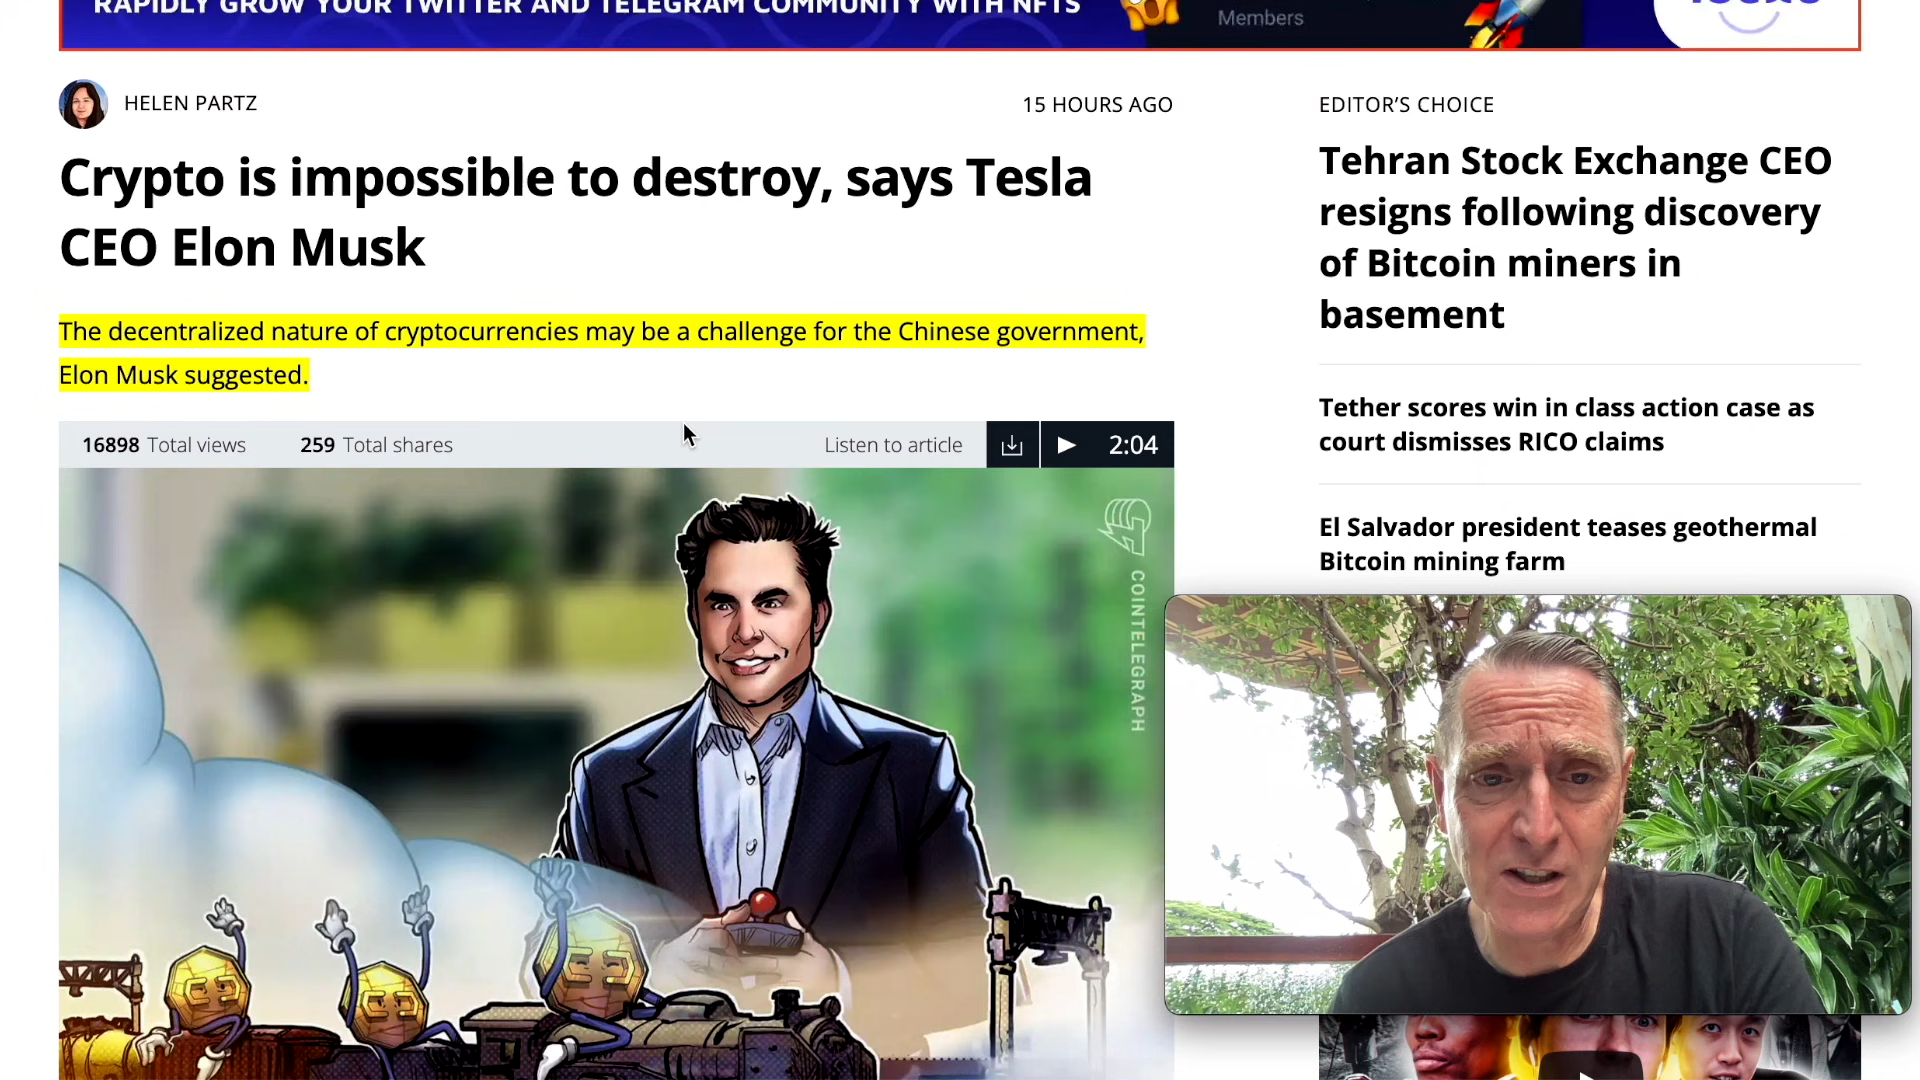 RAPIDLY GROW YOUR TWITTER AND TELEGRAM COMMUNITY WITH NFTS
Members
HELEN PARTZ
15 HOURS AGO
Crypto is impossible to destroy, says Tesla
CEO Elon Musk
The decentralized nature of cryptocurrencies may be a challenge for the Chinese government,
Elon Musk suggested.
16898 Total views
259 Total shares
Listen to article
2:04
COINTELEGRAPH
EDITOR'S CHOICE
Tehran Stock Exchange CEO
resigns following discovery
of Bitcoin miners in
basement
Tether scores win in class action case as
court dismisses RICO claims
El Salvador president teases geothermal
Bitcoin mining farm